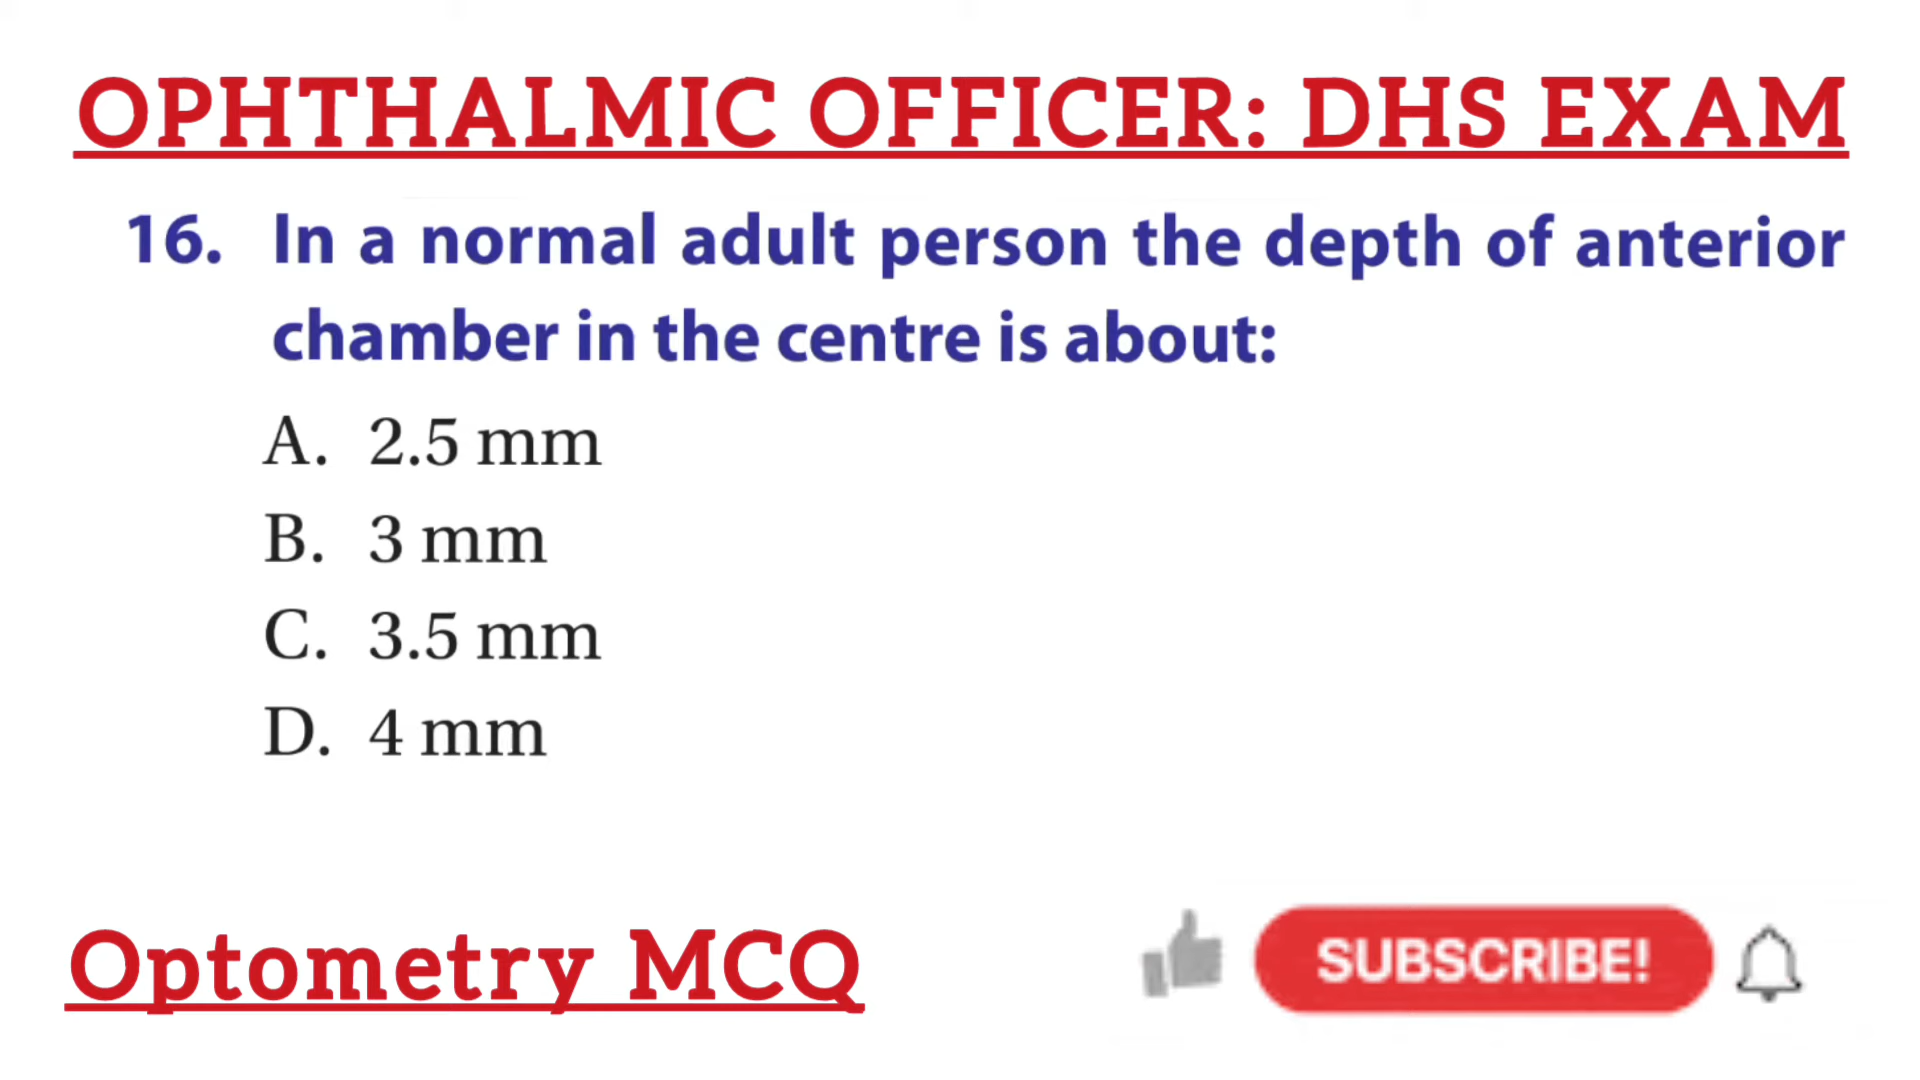 OPHTHALMIC OFFICER: DHS EXAM
16. In a normal adult person the depth of anterior
chamber in the centre is about:
A. 2.5 mm
B. 3 mm
C. 3.5 mm
D. 4 mm
Optometry MCQ
SUBSCRIBE!